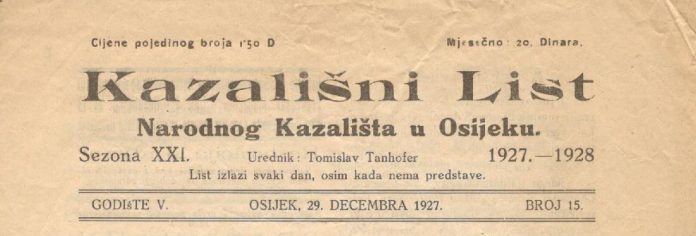 Cijene pojedinog broja 1·50 D Mjesečno: 20. Dinara.
Kazališni List
Narodnog Kazališta u Osijeku.
Sezona XXI. Urednik: Tomislav Tanhofer 1927.—1928
List izlazi svaki dan, osim kada nema predstave.
GODIšTE V. OSIJEK, 29. DECEMBRA 1927. BROJ 15.